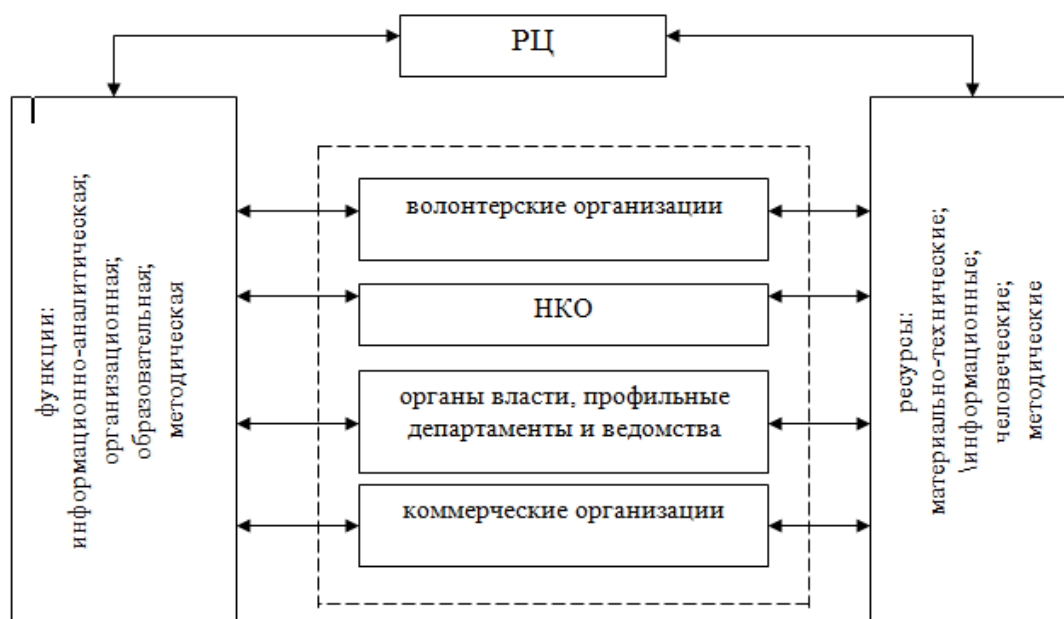 РЦ
функции:
информационно-аналитическая;
организационная;
образовательная;
методическая
волонтерские организации
НКО
органы власти, профильные
департаменты и ведомства
коммерческие организации
ресурсы:
материально-технические;
\информационные;
человеческие;
методические